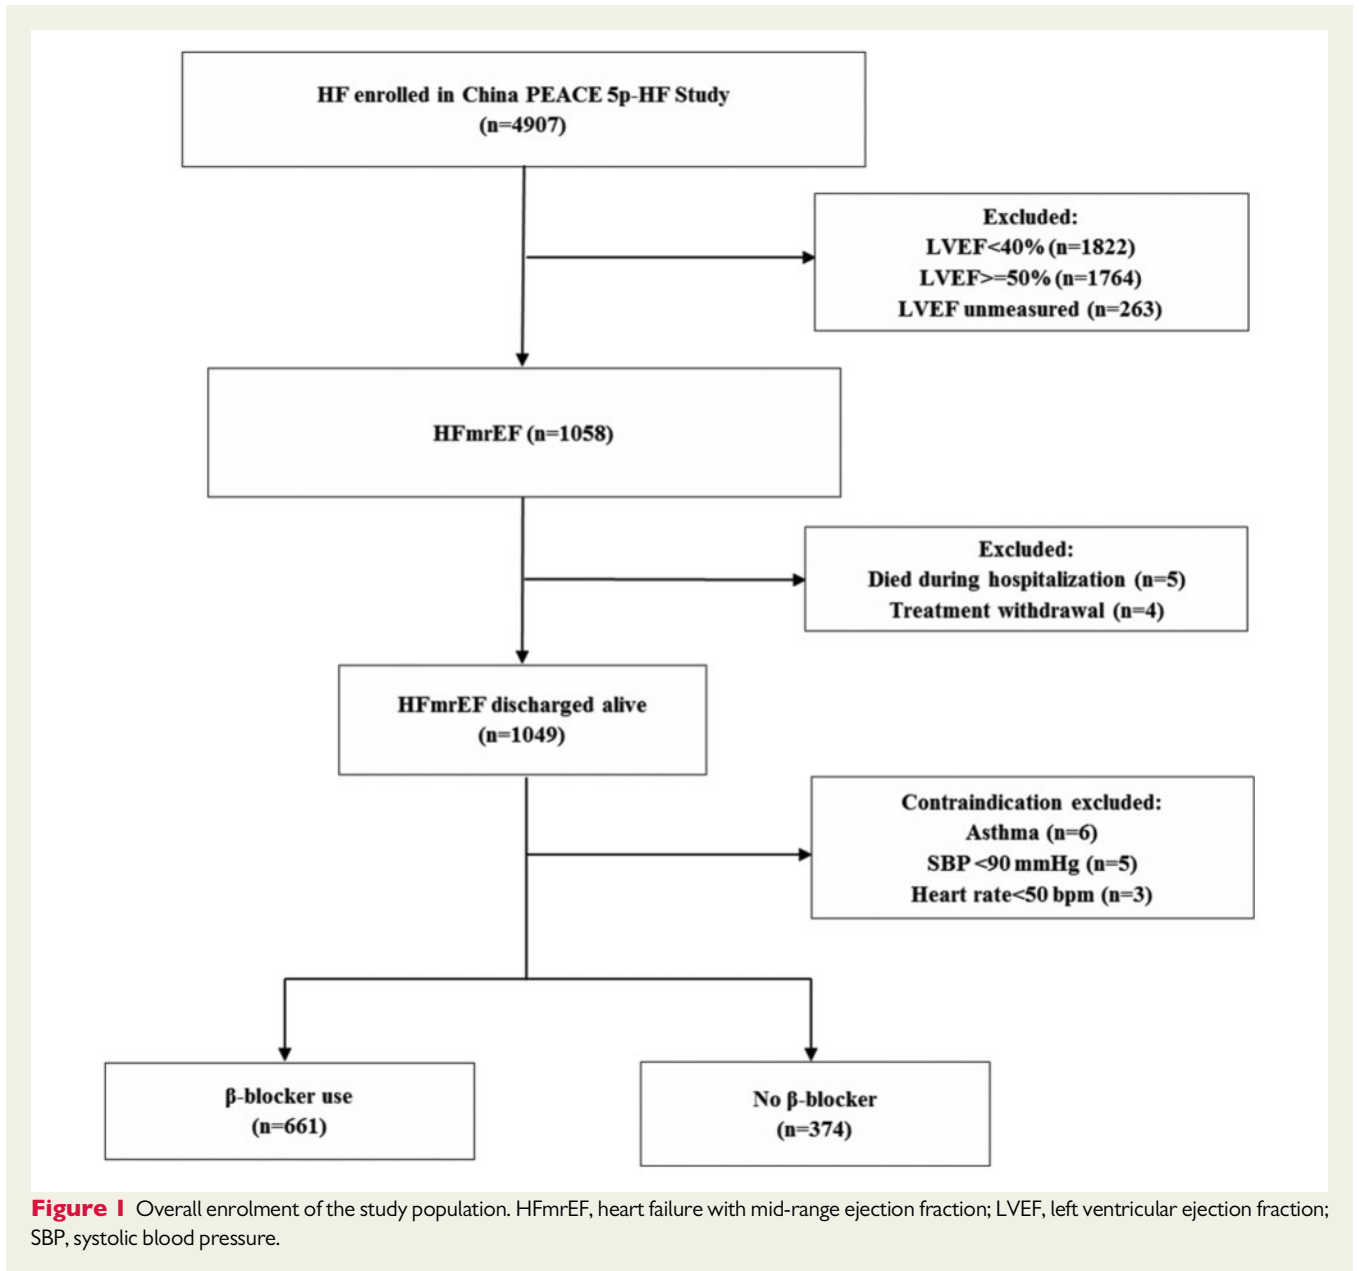 HF enrolled in China PEACE 5p-HF Study
(n=4907)
Excluded:
LVEF<40% (n=1822)
LVEF>=50% (n=1764)
LVEF unmeasured (n=263)
HFmrEF (n=1058)
Excluded:
Died during hospitalization (n=5)
Treatment withdrawal (n=4)
HFmrEF discharged alive
(n=1049)
Contraindication excluded:
Asthma (n=6)
SBP <90 mmHg (n=5)
Heart rate<50 bpm (n=3)
β-blocker use
(n=661)
No β-blocker
(n=374)
Figure 1 Overall enrolment of the study population. HFmrEF, heart failure with mid-range ejection fraction; LVEF, left ventricular ejection fraction;
SBP, systolic blood pressure.